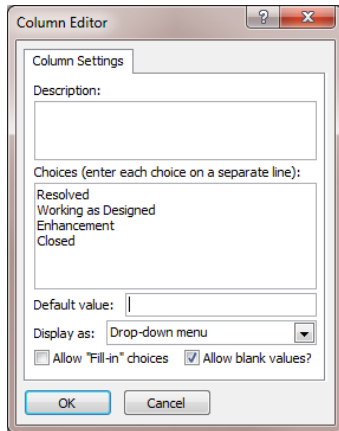 Column Editor
?
Column Settings
Description:
Choices (enter each choice on a separate line):
Resolved
Working as Designed
Enhancement
Closed
Default value:
Display as: Drop-down menu
Allow "Fill-in" choices Allow blank values?
OK Cancel